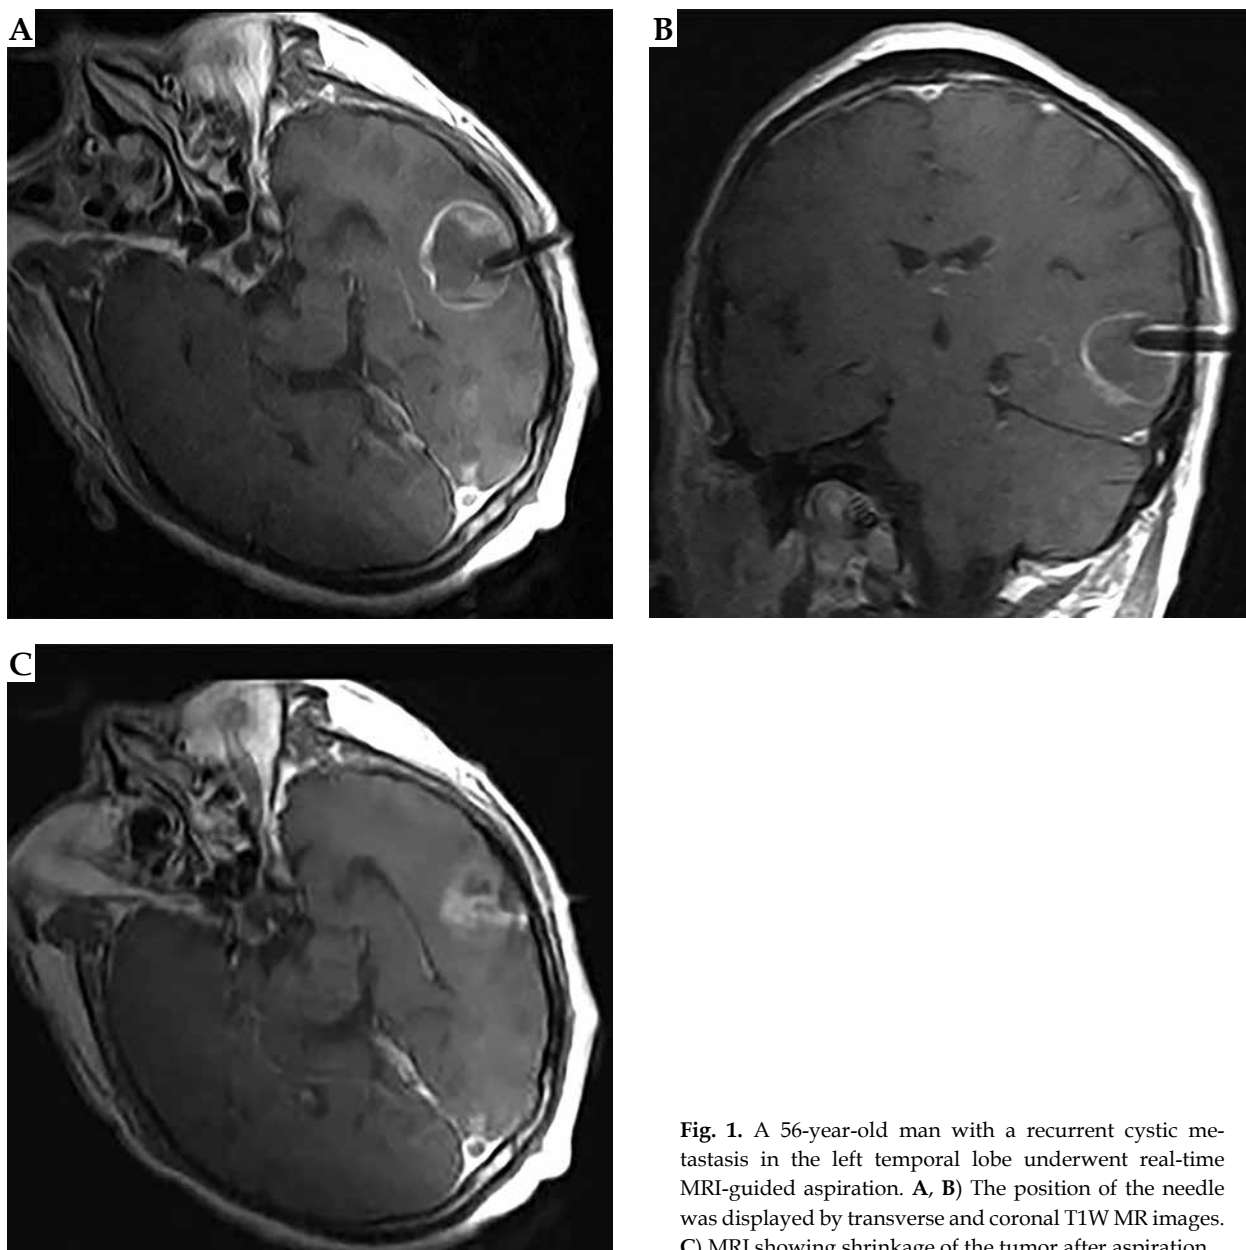 A
B
C
Fig. 1. A 56-year-old man with a recurrent cystic me-
tastasis in the left temporal lobe underwent real-time
MRI-guided aspiration. A, B) The position of the needle
was displayed by transverse and coronal T1W MR images.
C) MRI showing shrinkage of the tumor after aspiration.